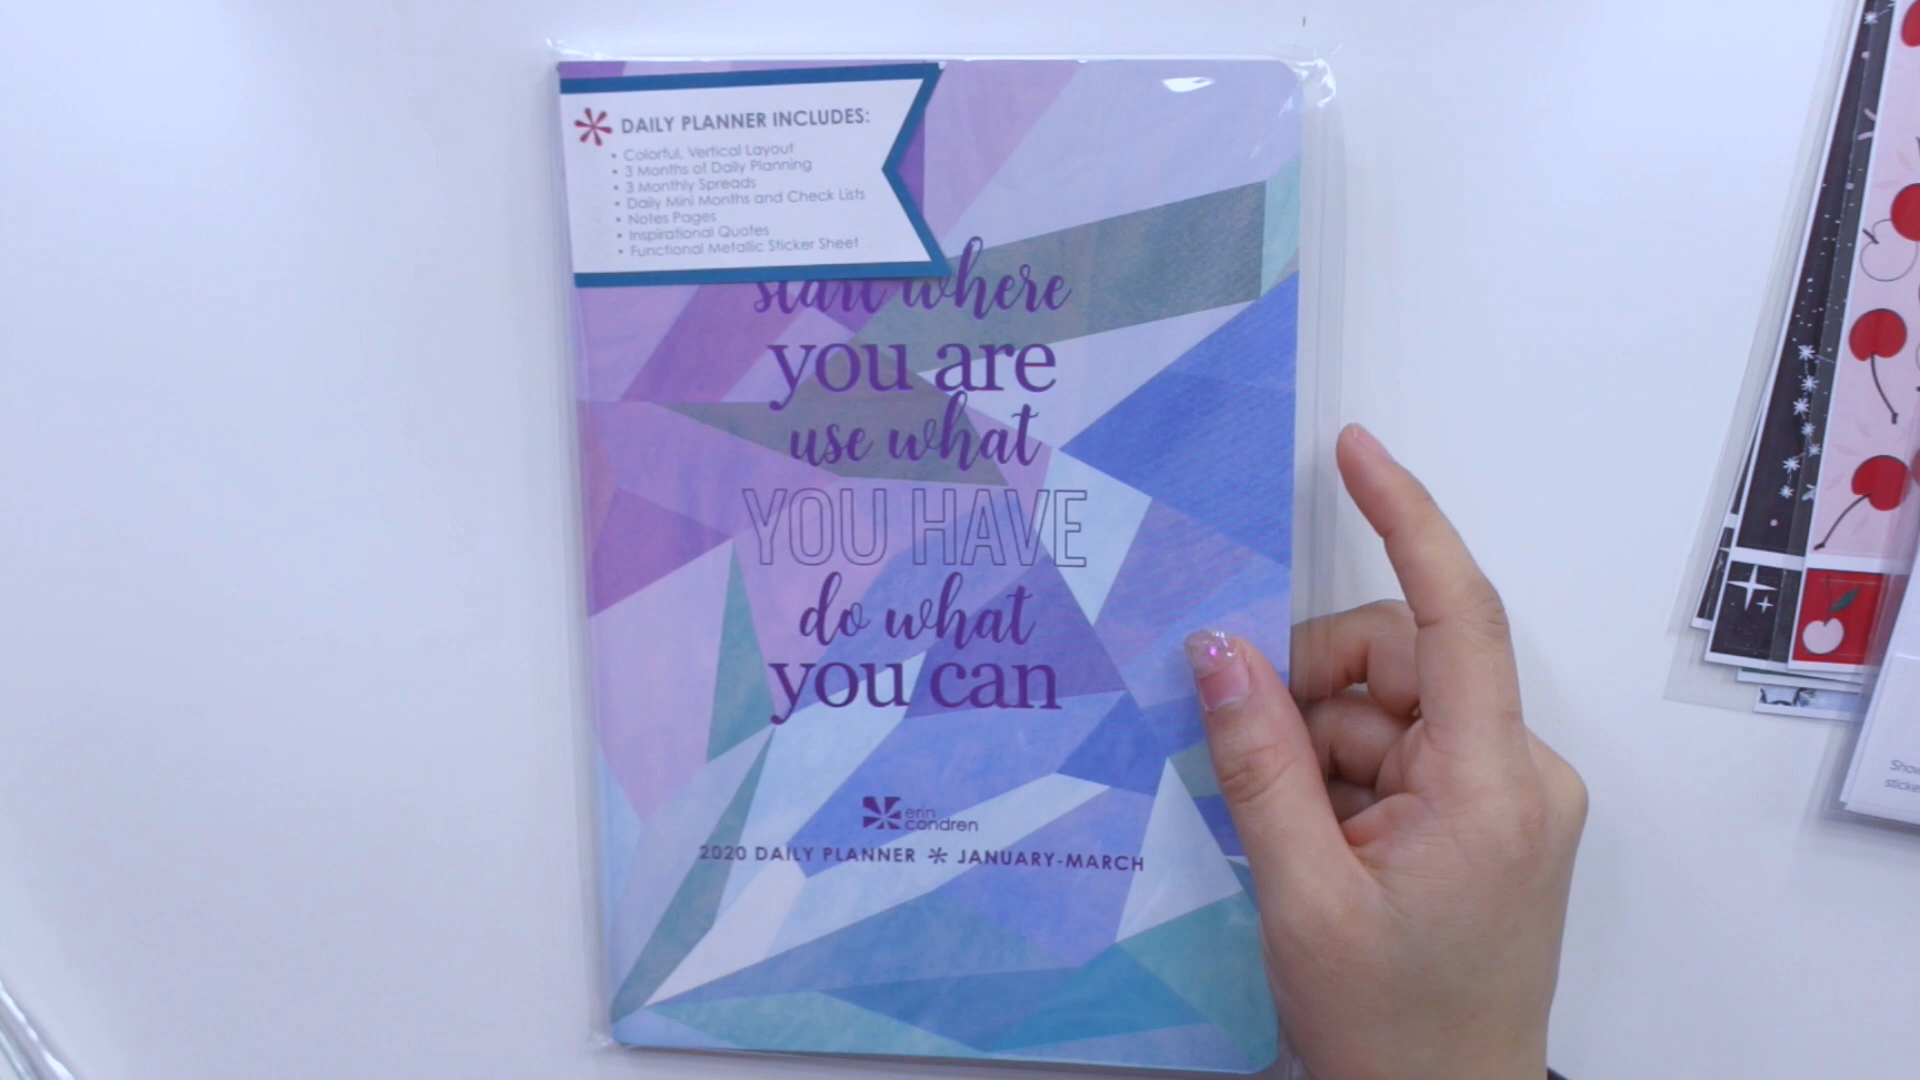 DAILY PLANNER INCLUDES:
• Colorful, Vertical Layout
• 3 Months of Daily Planning
• 3 Monthly Spreads
• Daily Mini Months and Check Lists
• Notes Pages
• Inspirational Quotes
• Functional Metallic Sticker Sheet
start where
you are
use what
YOU HAVE
do what
you can
erin
condren
2020 DAILY PLANNER * JANUARY-MARCH